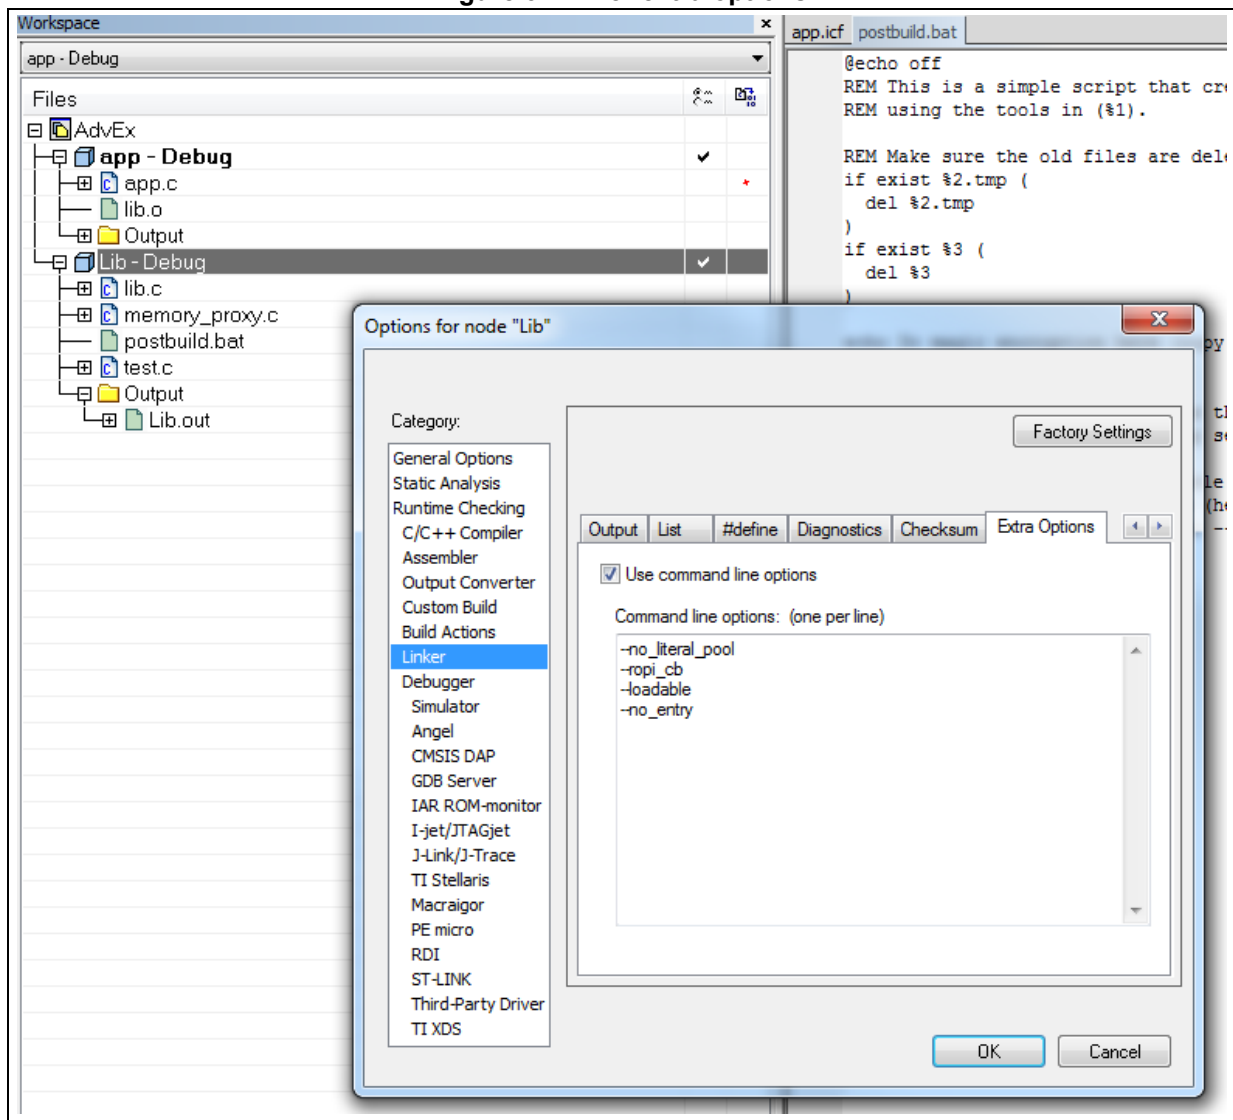 Workspace
app - Debug
Files
AdvEx
app - Debug
app.c
lib.o
Output
Lib - Debug
lib.c
memory_proxy.c
postbuild.bat
test.c
Output
Lib.out
app.icf postbuild.bat
@echo off
REM This is a simple script that cre
REM using the tools in (%1).
REM Make sure the old files are dele
if exist %2.tmp (
del %2.tmp
)
if exist %3 (
del %3
)
Options for node "Lib"
Category:
General Options
Static Analysis
Runtime Checking
C/C++ Compiler
Assembler
Output Converter
Custom Build
Build Actions
Linker
Debugger
Simulator
Angel
CMSIS DAP
GDB Server
IAR ROM-monitor
I-jet/JTAGjet
J-Link/J-Trace
TI Stellaris
Macraigor
PE micro
RDI
ST-LINK
Third-Party Driver
TI XDS
Factory Settings
Output List #define Diagnostics Checksum Extra Options
Use command line options
Command line options: (one per line)
--no_literal_pool
--ropi_cb
--loadable
--no_entry
OK Cancel